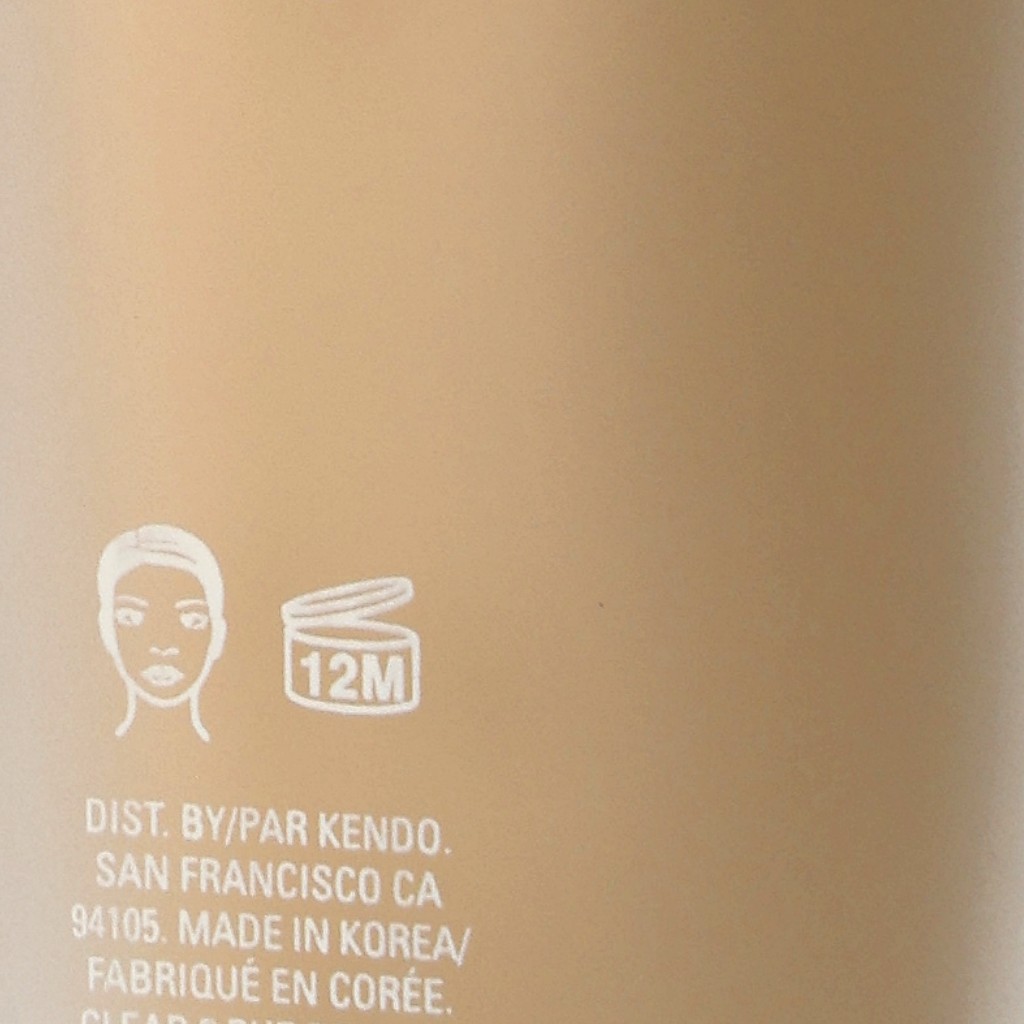 12M
DIST. BY/PAR KENDO.
SAN FRANCISCO CA
94105. MADE IN KOREA/
FABRIQUÉ EN CORÉE.